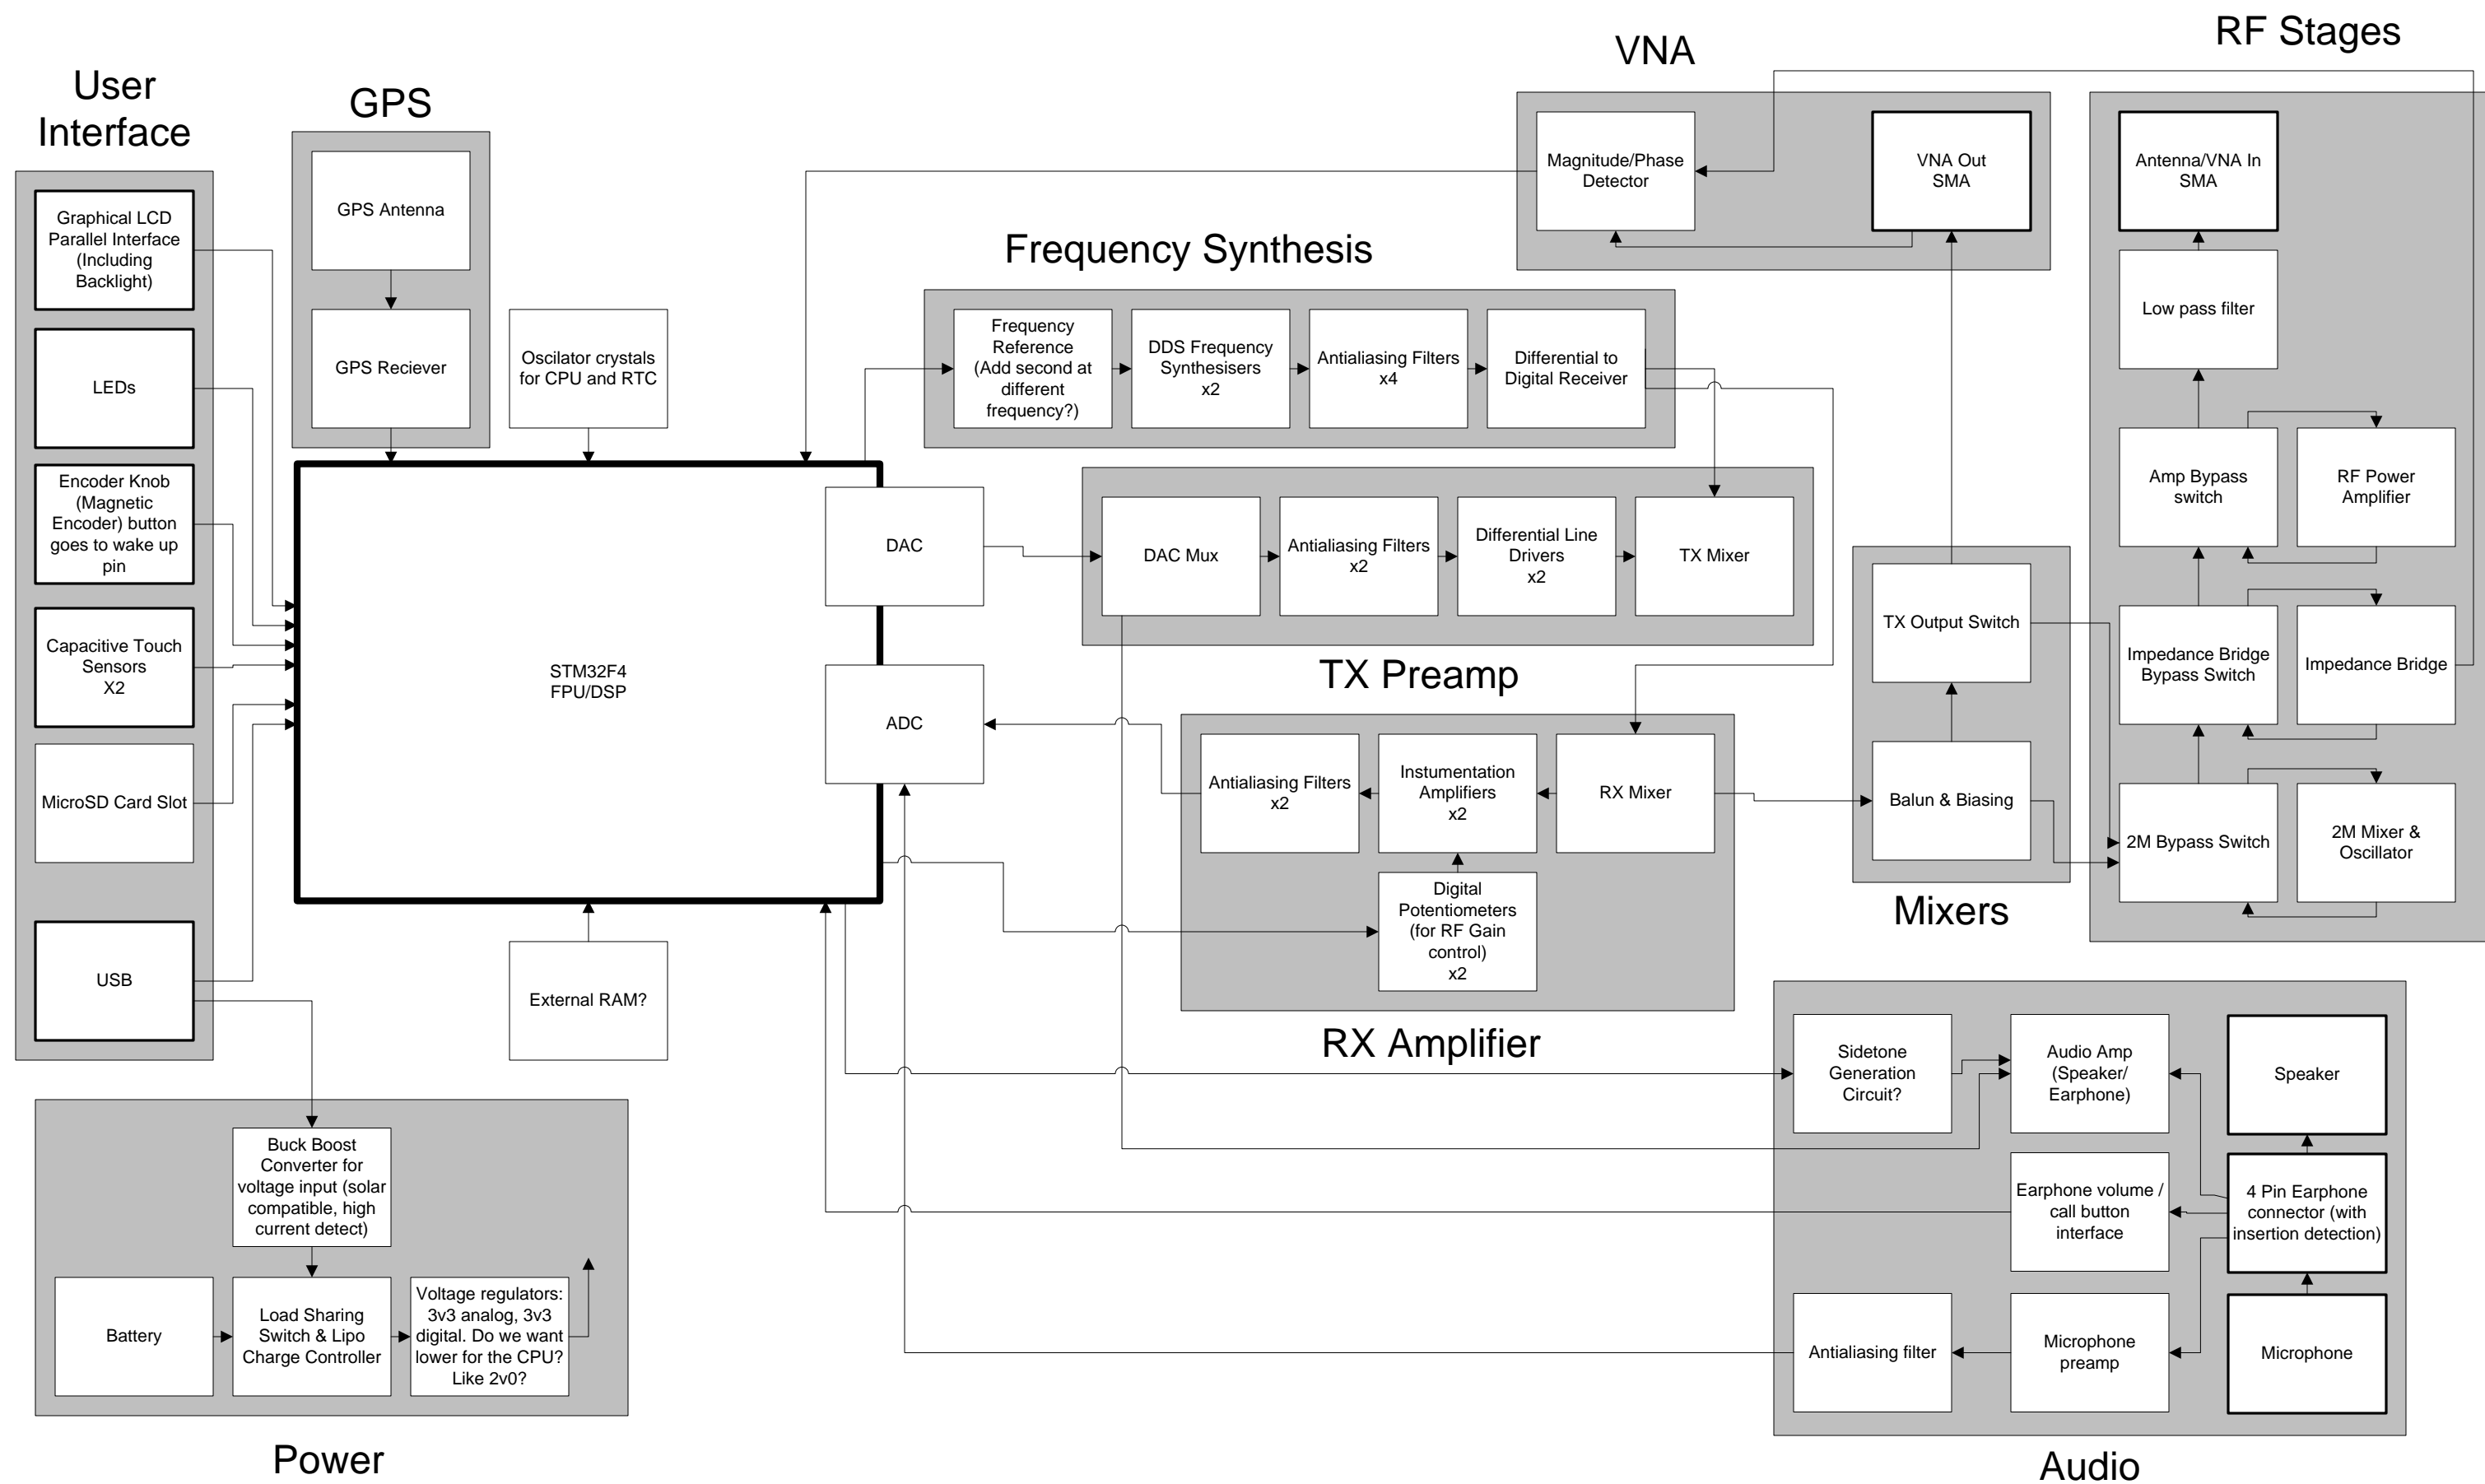 RF Stages
VNA
User
Interface
GPS
Magnitude/Phase
Detector
VNA Out
SMA
Antenna/VNA In
SMA
GPS Antenna
Graphical LCD
Parallel Interface
(Including
Backlight)
Frequency Synthesis
Low pass filter
LEDs
GPS Reciever
Oscilator crystals
for CPU and RTC
Frequency
Reference
(Add second at
different
frequency?)
DDS Frequency
Synthesisers
x2
Antialiasing Filters
x4
Differential to
Digital Receiver
Encoder Knob
(Magnetic
Encoder) button
goes to wake up
pin
Amp Bypass
switch
RF Power
Amplifier
DAC
DAC Mux
Antialiasing Filters
x2
Differential Line
Drivers
x2
TX Mixer
TX Output Switch
Capacitive Touch
Sensors
X2
STM32F4
FPU/DSP
TX Preamp
Impedance Bridge
Bypass Switch
Impedance Bridge
ADC
MicroSD Card Slot
Antialiasing Filters
x2
Instumentation
Amplifiers
x2
RX Mixer
Balun & Biasing
2M Bypass Switch
2M Mixer &
Oscillator
Digital
Potentiometers
(for RF Gain
control)
x2
Mixers
USB
External RAM?
RX Amplifier
Sidetone
Generation
Circuit?
Audio Amp
(Speaker/
Earphone)
Speaker
Buck Boost
Converter for
voltage input (solar
compatible, high
current detect)
Earphone volume /
call button
interface
4 Pin Earphone
connector (with
insertion detection)
Battery
Load Sharing
Switch & Lipo
Charge Controller
Voltage regulators:
3v3 analog, 3v3
digital. Do we want
lower for the CPU?
Like 2v0?
Antialiasing filter
Microphone
preamp
Microphone
Power
Audio